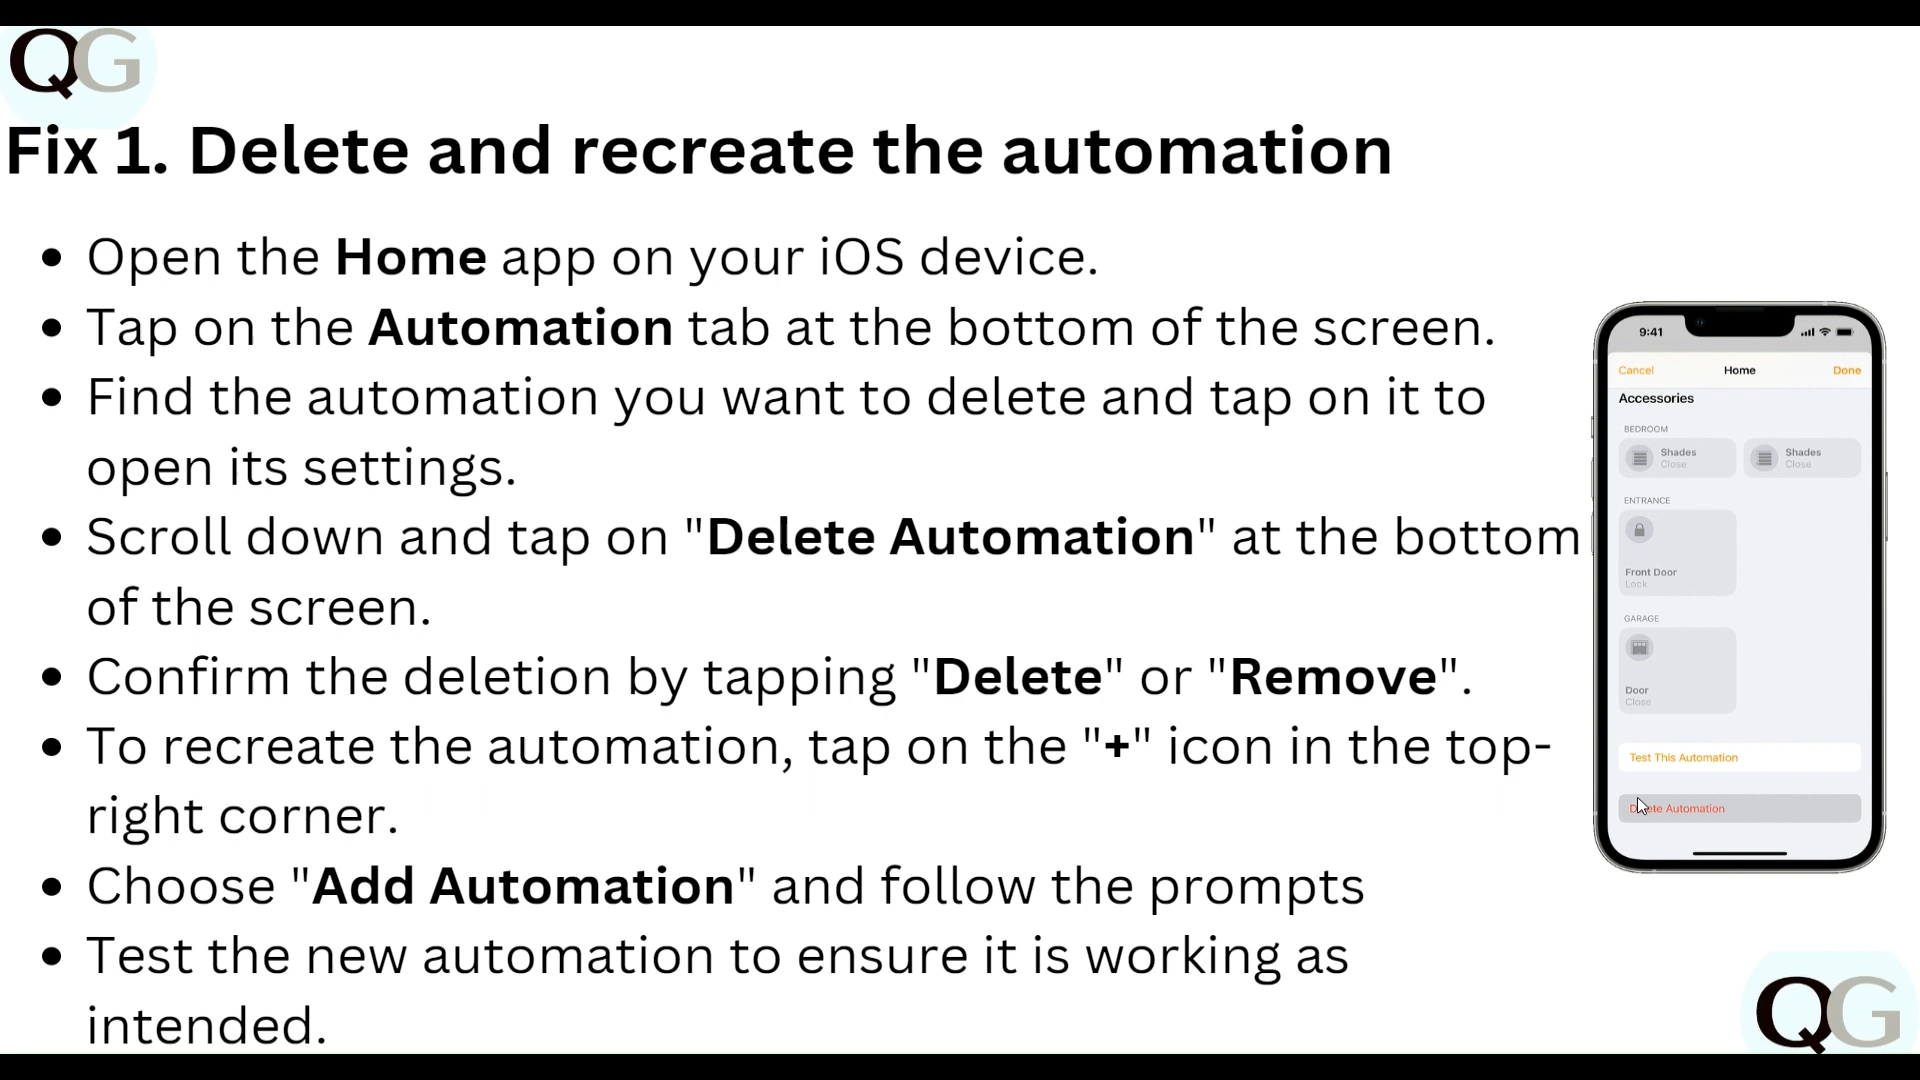 QG
Fix 1. Delete and recreate the automation
• Open the Home app on your iOS device.
• Tap on the Automation tab at the bottom of the screen.
• Find the automation you want to delete and tap on it to
open its settings.
• Scroll down and tap on "Delete Automation" at the bottom
of the screen.
• Confirm the deletion by tapping "Delete" or "Remove".
• To recreate the automation, tap on the "+" icon in the top-
right corner.
• Choose "Add Automation" and follow the prompts
• Test the new automation to ensure it is working as
intended.
9:41
Cancel Home Done
Accessories
BEDROOM
Shades Shades
Close Close
ENTRANCE
Front Door
Lock
GARAGE
Door
Close
Test This Automation
Delete Automation
QG